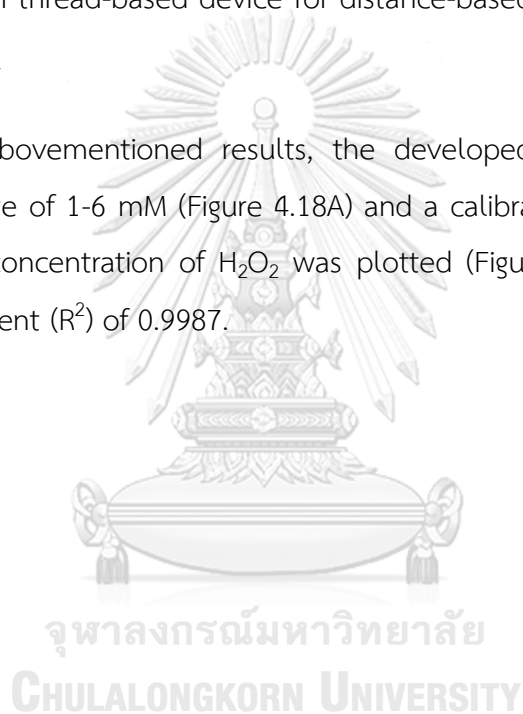 thread-based device for distance-based
bovementioned results, the developed
e of 1-6 mM (Figure 4.18A) and a calibra
oncentration of H₂O₂ was plotted (Figu
ent (R²) of 0.9987.
จุฬาลงกรณ์มหาวิทยาลัย
CHULALONGKORN UNIVERSITY